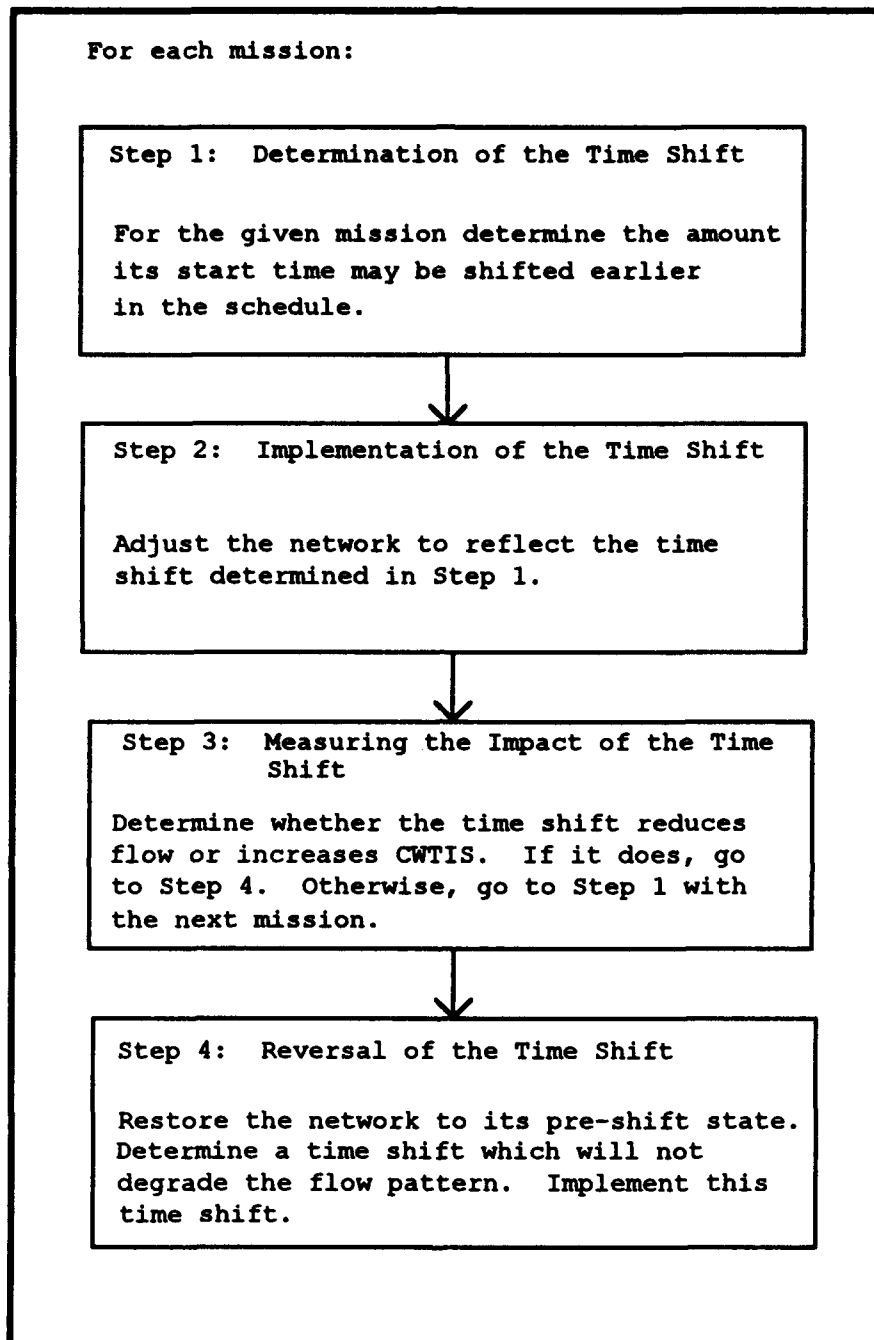 For each mission:
Step 1: Determination of the Time Shift
For the given mission determine the amount
its start time may be shifted earlier
in the schedule.
Step 2: Implementation of the Time Shift
Adjust the network to reflect the time
shift determined in Step 1.
Step 3: Measuring the Impact of the Time
Shift
Determine whether the time shift reduces
flow or increases CWTIS. If it does, go
to Step 4. Otherwise, go to Step 1 with
the next mission.
Step 4: Reversal of the Time Shift
Restore the network to its pre-shift state.
Determine a time shift which will not
degrade the flow pattern. Implement this
time shift.